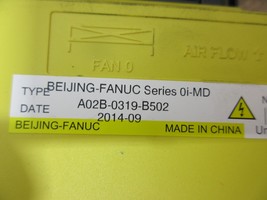 FAN 0
AIR FLOW
TYPE BEIJING-FANUC Series 0i-MD
A02B-0319-B502
DATE 2014-09
BEIJING-FANUC MADE IN CHINA